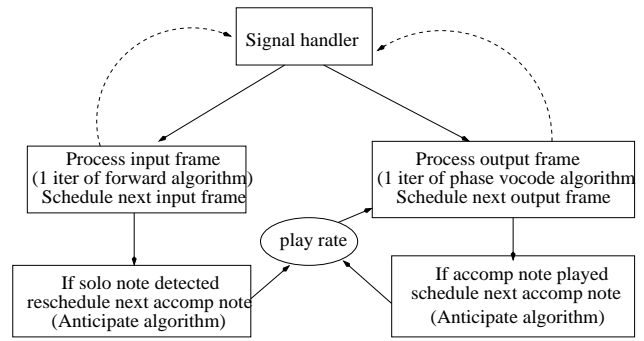 Signal handler
Process input frame
(1 iter of forward algorithm)
Schedule next input frame
Process output frame
(1 iter of phase vocode algorithm
Schedule next output frame
play rate
If solo note detected
reschedule next accomp note
(Anticipate algorithm)
If accomp note played
schedule next accomp note
(Anticipate algorithm)